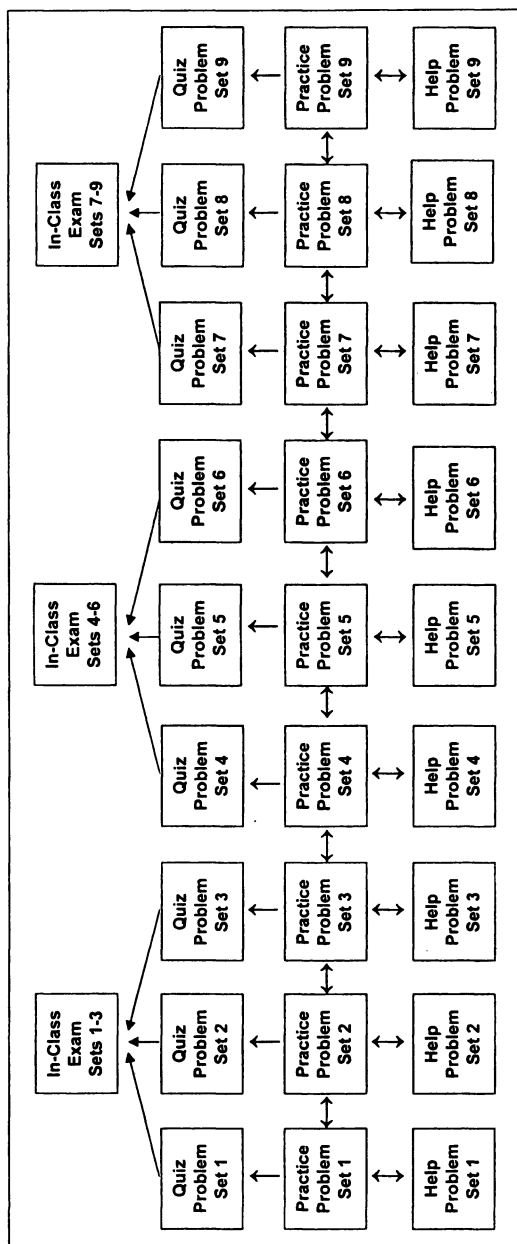 In-Class
Exam
Sets 1-3
In-Class
Exam
Sets 4-6
In-Class
Exam
Sets 7-9
Quiz
Problem
Set 1
Quiz
Problem
Set 2
Quiz
Problem
Set 3
Quiz
Problem
Set 4
Quiz
Problem
Set 5
Quiz
Problem
Set 6
Quiz
Problem
Set 7
Quiz
Problem
Set 8
Quiz
Problem
Set 9
Practice
Problem
Set 1
Practice
Problem
Set 2
Practice
Problem
Set 3
Practice
Problem
Set 4
Practice
Problem
Set 5
Practice
Problem
Set 6
Practice
Problem
Set 7
Practice
Problem
Set 8
Practice
Problem
Set 9
Help
Problem
Set 1
Help
Problem
Set 2
Help
Problem
Set 3
Help
Problem
Set 4
Help
Problem
Set 5
Help
Problem
Set 6
Help
Problem
Set 7
Help
Problem
Set 8
Help
Problem
Set 9